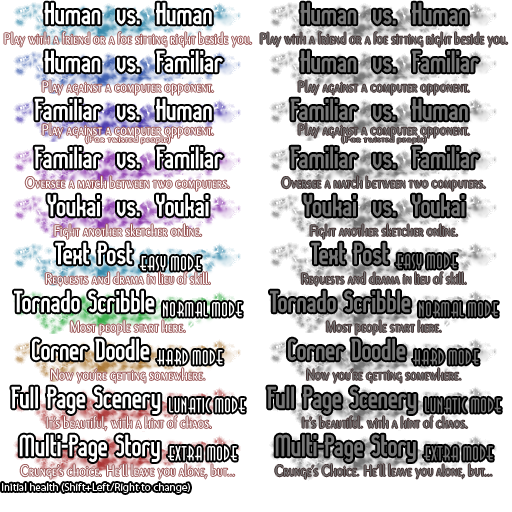 Human vs. Human Human vs. Human
Play with a friend or a foe sitting right beside you. Play with a friend or a foe sitting right beside you.
Human vs. Familiar Human vs. Familiar
Play against a computer opponent. Play against a computer opponent.
Familiar vs. Human Familiar vs. Human
Play against a computer opponent. Play against a computer opponent.
(For twisted people) (For twisted people)
Familiar vs. Familiar Familiar vs. Familiar
Oversee a match between two computers. Oversee a match between two computers.
Youkai vs. Youkai Youkai vs. Youkai
Fight another sketcher online. Fight another sketcher online.
Text Post EASY MODE Text Post EASY MODE
Requests and drama in lieu of skill. Requests and drama in lieu of skill.
Tornado Scribble NORMAL MODE Tornado Scribble NORMAL MODE
Most people start here. Most people start here.
Corner Doodle HARD MODE Corner Doodle HARD MODE
Now you're getting somewhere. Now you're getting somewhere.
Full Page Scenery LUNATIC MODE Full Page Scenery LUNATIC MODE
It's beautiful, with a hint of chaos. It's beautiful, with a hint of chaos.
Multi-Page Story EXTRA MODE Multi-Page Story EXTRA MODE
Crunge's Choice. He'll leave you alone, but... Crunge's Choice. He'll leave you alone, but...
Initial health (Shift+Left/Right to change)